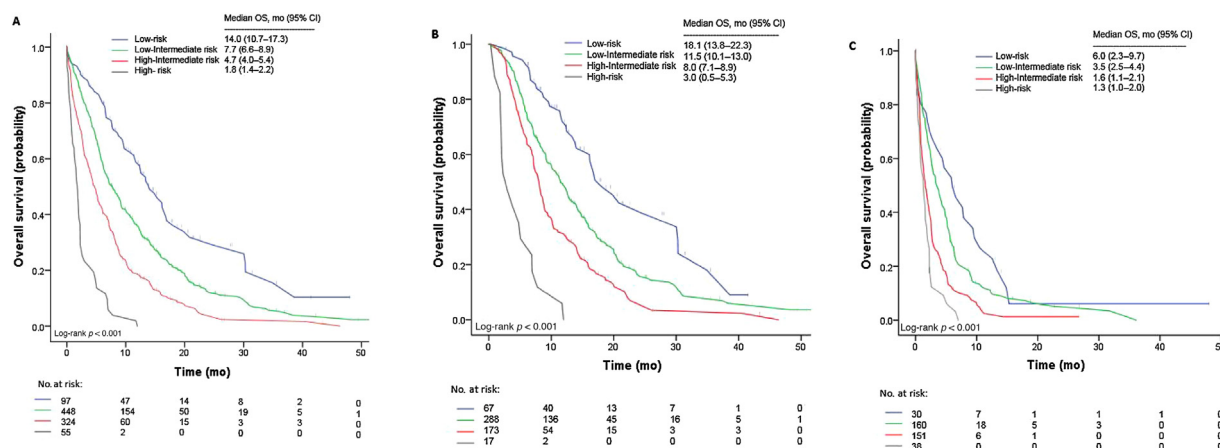 A
Median OS, mo (95% CI)
Low-risk 14.0 (10.7–17.3)
Low-Intermediate risk 7.7 (6.6–8.9)
High-Intermediate risk 4.7 (4.0–5.4)
High- risk 1.8 (1.4–2.2)
Overall survival (probability)
1.0
0.8
0.6
0.4
0.2
0.0
Log-rank p < 0.001
0 10 20 30 40 50
Time (mo)
No. at risk:
97 47 14 8 2 0
448 154 50 19 5 1
324 60 15 3 3 0
55 2 0 0 0 0
B
Median OS, mo (95% CI)
Low-risk 18.1 (13.8–22.3)
Low-Intermediate risk 11.5 (10.1–13.0)
High-Intermediate risk 8.0 (7.1–8.9)
High-risk 3.0 (0.5–5.3)
Overall survival (probability)
1.0
0.8
0.6
0.4
0.2
0.0
Log-rank p < 0.001
0 10 20 30 40 50
Time (mo)
No. at risk:
67 40 13 7 1 0
288 136 45 16 5 1
173 54 15 3 3 0
17 2 0 0 0 0
C
Median OS, mo (95% CI)
Low-risk 6.0 (2.3–9.7)
Low-Intermediate risk 3.5 (2.5–4.4)
High-Intermediate risk 1.6 (1.1–2.1)
High-risk 1.3 (1.0–2.0)
Overall survival (probability)
1.0
0.8
0.6
0.4
0.2
0.0
Log-rank p < 0.001
0 10 20 30 40
Time (mo)
No. at risk:
30 7 1 1 1 0
160 18 5 3 0 0
151 6 1 0 0 0
38 0 0 0 0 0